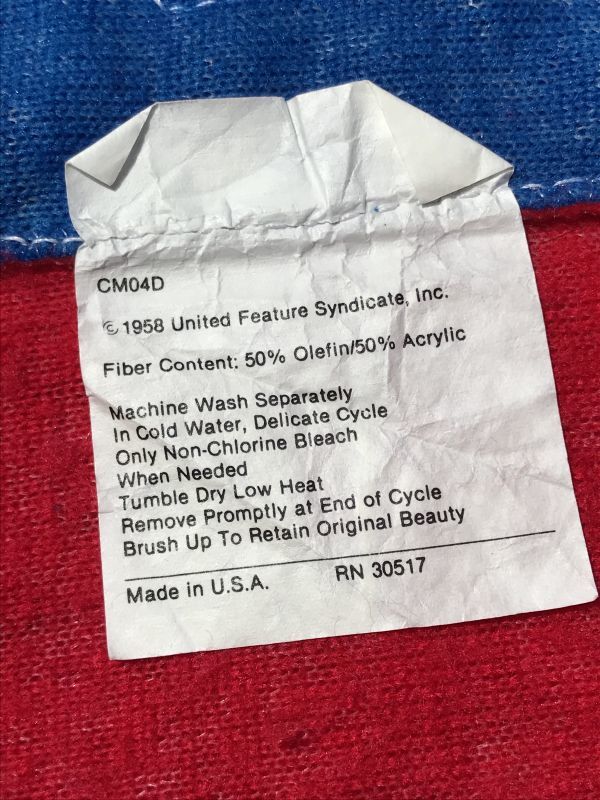 CM04D
© 1958 United Feature Syndicate, Inc.
Fiber Content: 50% Olefin/50% Acrylic
Machine Wash Separately
In Cold Water, Delicate Cycle
Only Non-Chlorine Bleach
When Needed
Tumble Dry Low Heat
Remove Promptly at End of Cycle
Brush Up To Retain Original Beauty
Made in U.S.A. RN 30517